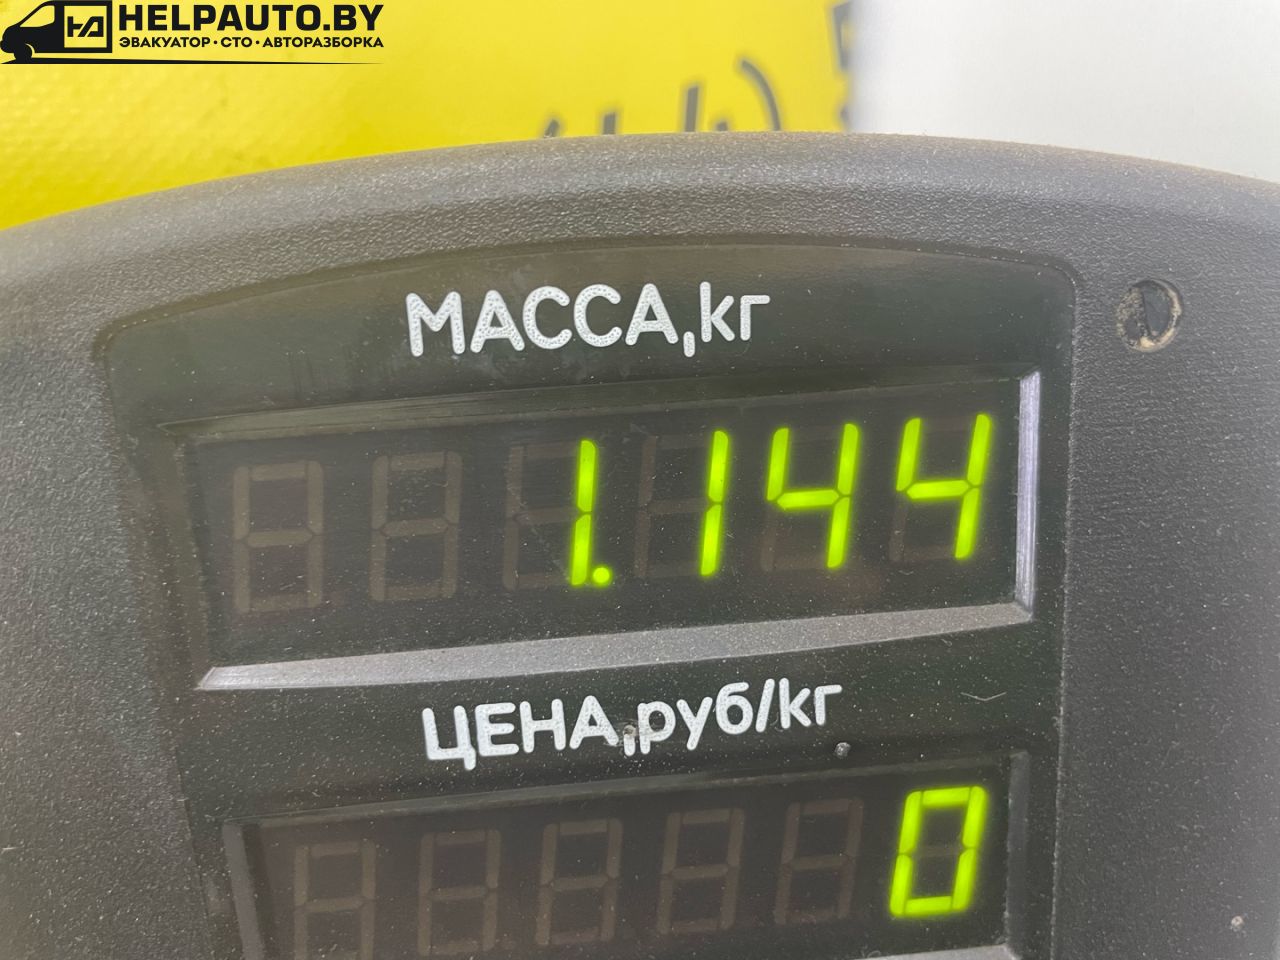 HELPAUTO.BY
ЭВАКУАТОР • СТО • АВТОРАЗБОРКА
МАССА,кг
1.144
ЦЕНА,руб/кг
0